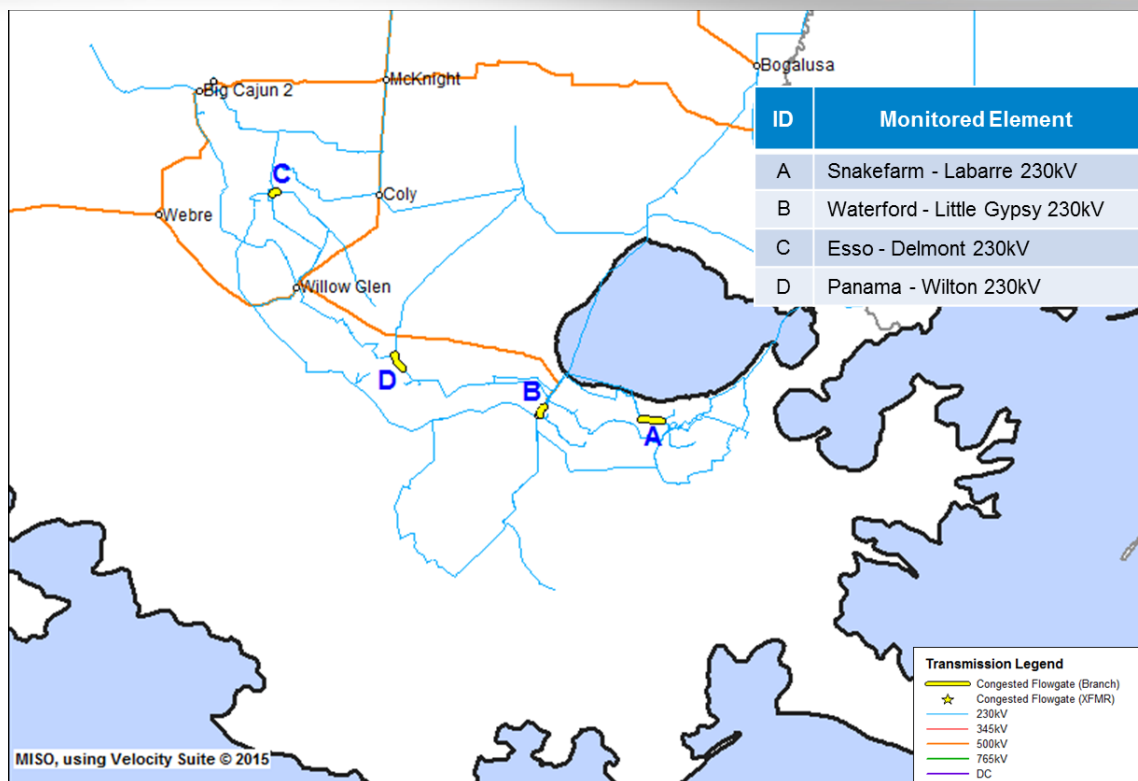 Big Cajun 2
McKnight
Bogalusa
ID Monitored Element
A Snakefarm - Labarre 230kV
B Waterford - Little Gypsy 230kV
C Esso - Delmont 230kV
D Panama - Wilton 230kV
C
Coly
Webre
Willow Glen
D
B
A
Transmission Legend
Congested Flowgate (Branch)
Congested Flowgate (XFMR)
230kV
345kV
500kV
765kV
DC
MISO, using Velocity Suite © 2015